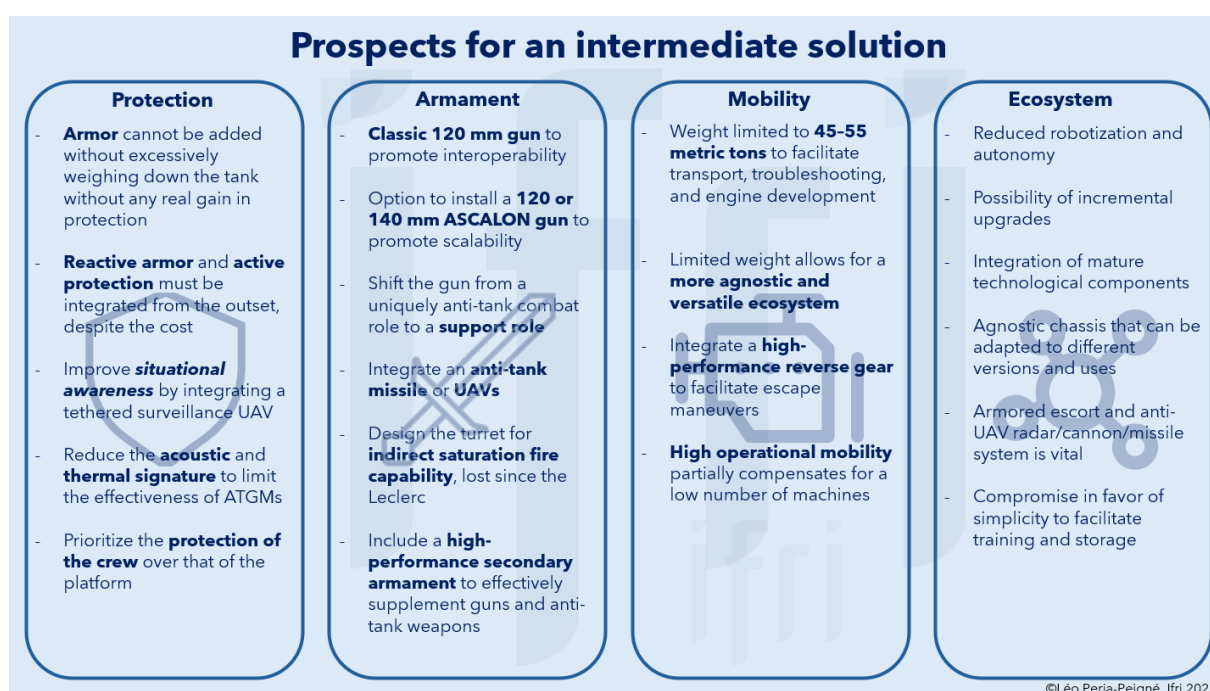 Prospects for an intermediate solution
Protection
- Armor cannot be added
without excessively
weighing down the tank
without any real gain in
protection
- Reactive armor and active
protection must be
integrated from the outset,
despite the cost
- Improve situational
awareness by integrating a
tethered surveillance UAV
- Reduce the acoustic and
thermal signature to limit
the effectiveness of ATGMs
- Prioritize the protection of
the crew over that of the
platform
Armament
- Classic 120 mm gun to
promote interoperability
- Option to install a 120 or
140 mm ASCALON gun to
promote scalability
- Shift the gun from a
uniquely anti-tank combat
role to a support role
- Integrate an anti-tank
missile or UAVs
- Design the turret for
indirect saturation fire
capability, lost since the
Leclerc
- Include a high-
performance secondary
armament to effectively
supplement guns and anti-
tank weapons
Mobility
- Weight limited to 45–55
metric tons to facilitate
transport, troubleshooting,
and engine development
- Limited weight allows for a
more agnostic and
versatile ecosystem
- Integrate a high-
performance reverse gear
to facilitate escape
maneuvers
- High operational mobility
partially compensates for a
low number of machines
Ecosystem
- Reduced robotization and
autonomy
- Possibility of incremental
upgrades
- Integration of mature
technological components
- Agnostic chassis that can be
adapted to different
versions and uses
- Armored escort and anti-
UAV radar/cannon/missile
system is vital
- Compromise in favor of
simplicity to facilitate
training and storage
ifri
ifri
©Léo Peria-Peigné, Ifri